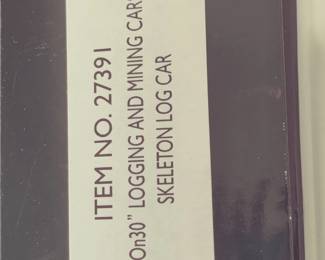 ITEM NO. 27391
On30" LOGGING AND MINING CAR
SKELETON LOG CAR